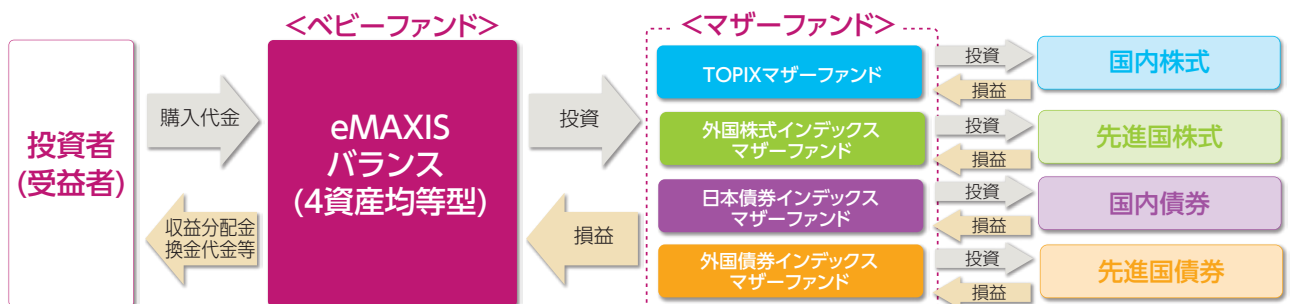 <ベビーファンド>
<マザーファンド>
投資者
(受益者)
購入代金
収益分配金
換金代金等
eMAXIS
バランス
(4資産均等型)
投資
損益
TOPIXマザーファンド
投資
損益
国内株式
外国株式インデックス
マザーファンド
投資
損益
先進国株式
日本債券インデックス
マザーファンド
投資
損益
国内債券
外国債券インデックス
マザーファンド
投資
損益
先進国債券